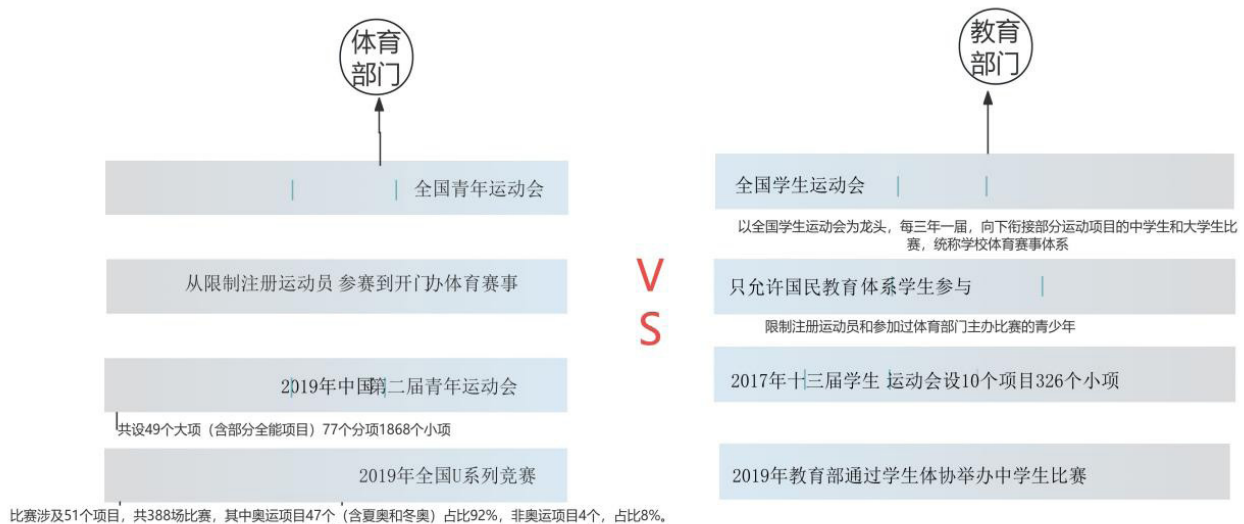 体育
部门
全国青年运动会
从限制注册运动员 参赛到开门办体育赛事
2019年中国第二届青年运动会
共设49个大项（含部分全能项目）77个分项1868个小项
2019年全国U系列竞赛
比赛涉及51个项目，共388场比赛，其中奥运项目47个（含夏奥和冬奥）占比92%，非奥运项目4个，占比8%。
V
S
教育
部门
全国学生运动会
以全国学生运动会为龙头，每三年一届，向下衔接部分运动项目的中学生和大学生比
赛，统称学校体育赛事体系
只允许国民教育体系学生参与
限制注册运动员和参加过体育部门主办比赛的青少年
2017年十三届学生 运动会设10个项目326个小项
2019年教育部通过学生体协举办中学生比赛